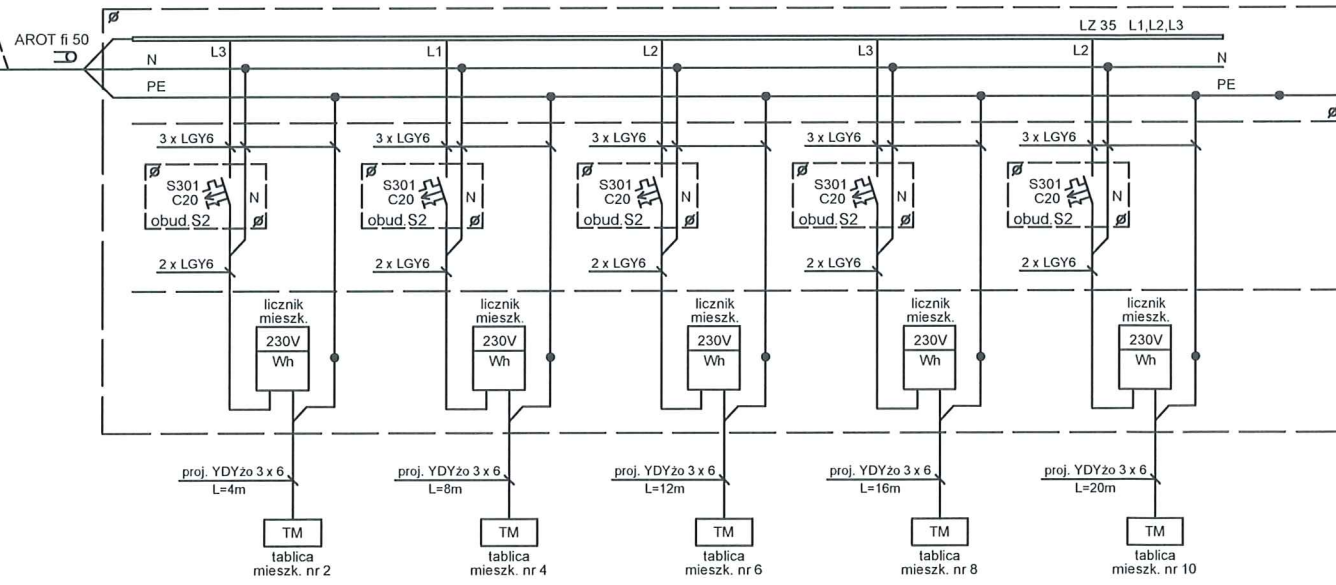 AROT fi 50
LZ 35 L1,L2,L3
L3
L1
L2
L3
L2
N
N
PE
PE
3 x LGY6
3 x LGY6
3 x LGY6
3 x LGY6
3 x LGY6
S301
C20
N
obud.S2
S301
C20
N
obud.S2
S301
C20
N
obud.S2
S301
C20
N
obud.S2
S301
C20
N
obud.S2
2 x LGY6
2 x LGY6
2 x LGY6
2 x LGY6
2 x LGY6
licznik
mieszk.
230V
Wh
licznik
mieszk.
230V
Wh
licznik
mieszk.
230V
Wh
licznik
mieszk.
230V
Wh
licznik
mieszk.
230V
Wh
proj. YDYżo 3 x 6
L=4m
proj. YDYżo 3 x 6
L=8m
proj. YDYżo 3 x 6
L=12m
proj. YDYżo 3 x 6
L=16m
proj. YDYżo 3 x 6
L=20m
TM
tablica
mieszk. nr 2
TM
tablica
mieszk. nr 4
TM
tablica
mieszk. nr 6
TM
tablica
mieszk. nr 8
TM
tablica
mieszk. nr 10